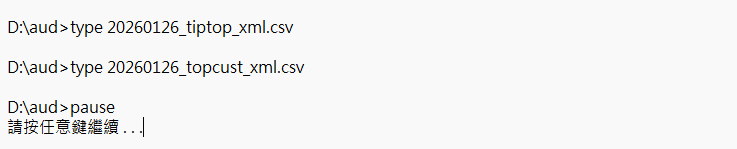 D:\aud>type 20260126_tiptop_xml.csv
D:\aud>type 20260126_topcust_xml.csv
D:\aud>pause
請按任意鍵繼續 . . .